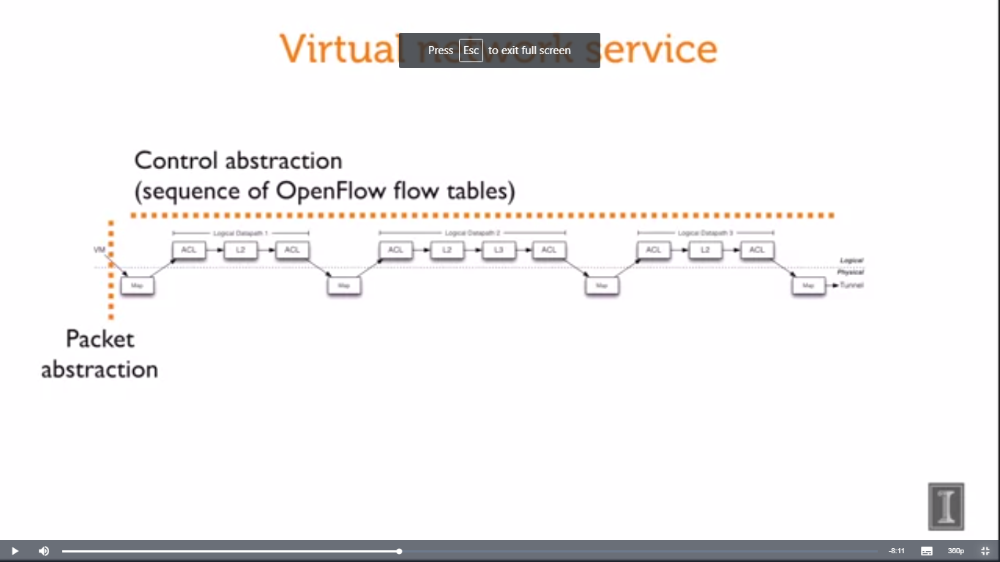 Virtual network service
Press Esc to exit full screen
Control abstraction
(sequence of OpenFlow flow tables)
Logical Datapath 1
Logical Datapath 2
Logical Datapath 3
VM
ACL L2 ACL
ACL L2 L3 ACL
ACL L2 ACL
Logical
Physical
Map
Map
Map
Map
Tunnel
Packet
abstraction
I
-8:11
360p